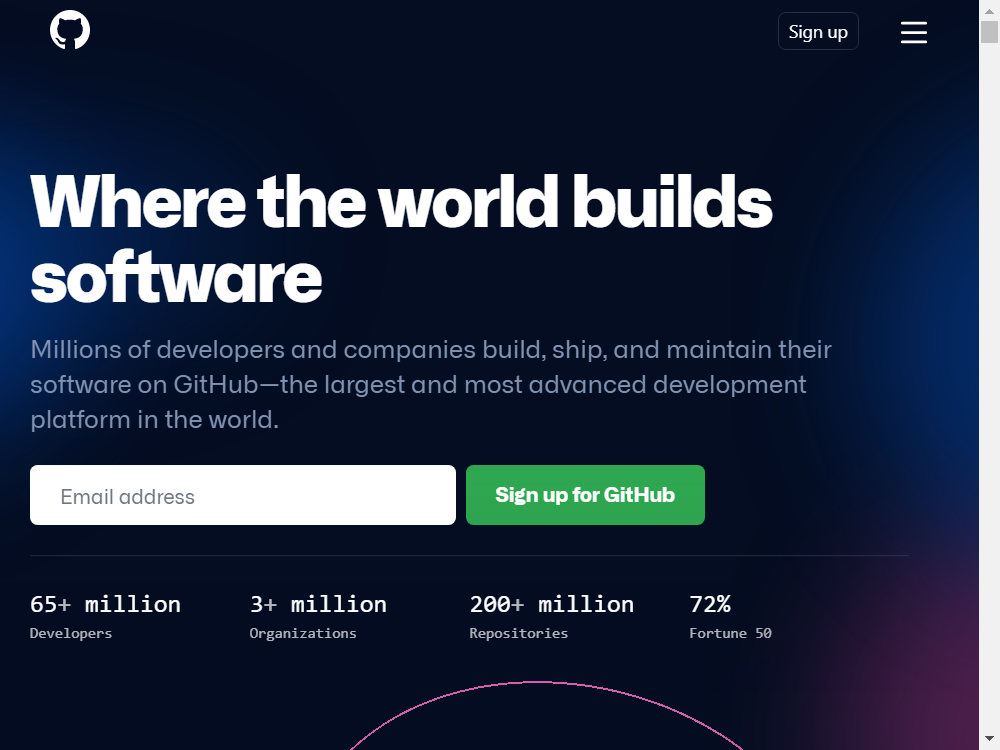 Sign up
Where the world builds
software
Millions of developers and companies build, ship, and maintain their
software on GitHub—the largest and most advanced development
platform in the world.
Email address
Sign up for GitHub
65+ million
Developers
3+ million
Organizations
200+ million
Repositories
72%
Fortune 50